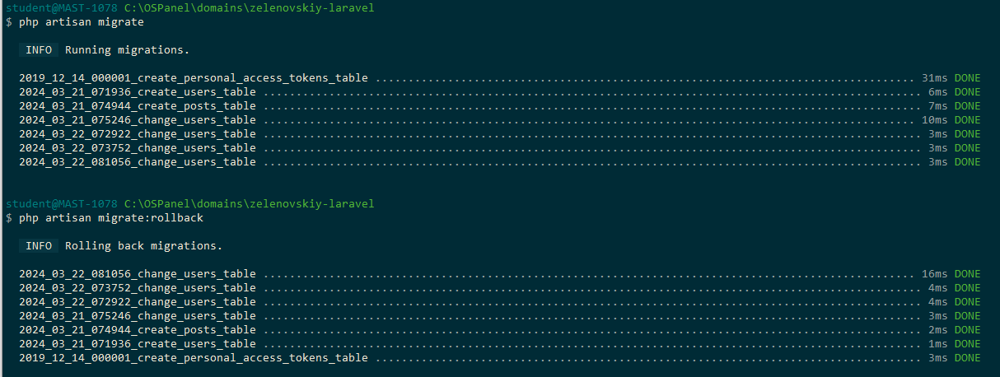 student@MAST-1078 C:\OSPanel\domains\zelenovskiy-laravel
$ php artisan migrate
INFO Running migrations.
2019_12_14_000001_create_personal_access_tokens_table .................................................................................. 31ms DONE
2024_03_21_071936_create_users_table .................................................................................................... 6ms DONE
2024_03_21_074944_create_posts_table .................................................................................................... 7ms DONE
2024_03_21_075246_change_users_table ................................................................................................... 10ms DONE
2024_03_22_072922_change_users_table .................................................................................................... 3ms DONE
2024_03_22_073752_change_users_table .................................................................................................... 3ms DONE
2024_03_22_081056_change_users_table .................................................................................................... 3ms DONE
student@MAST-1078 C:\OSPanel\domains\zelenovskiy-laravel
$ php artisan migrate:rollback
INFO Rolling back migrations.
2024_03_22_081056_change_users_table ................................................................................................... 16ms DONE
2024_03_22_073752_change_users_table .................................................................................................... 4ms DONE
2024_03_22_072922_change_users_table .................................................................................................... 4ms DONE
2024_03_21_075246_change_users_table .................................................................................................... 3ms DONE
2024_03_21_074944_create_posts_table .................................................................................................... 2ms DONE
2024_03_21_071936_create_users_table .................................................................................................... 1ms DONE
2019_12_14_000001_create_personal_access_tokens_table ................................................................................... 3ms DONE